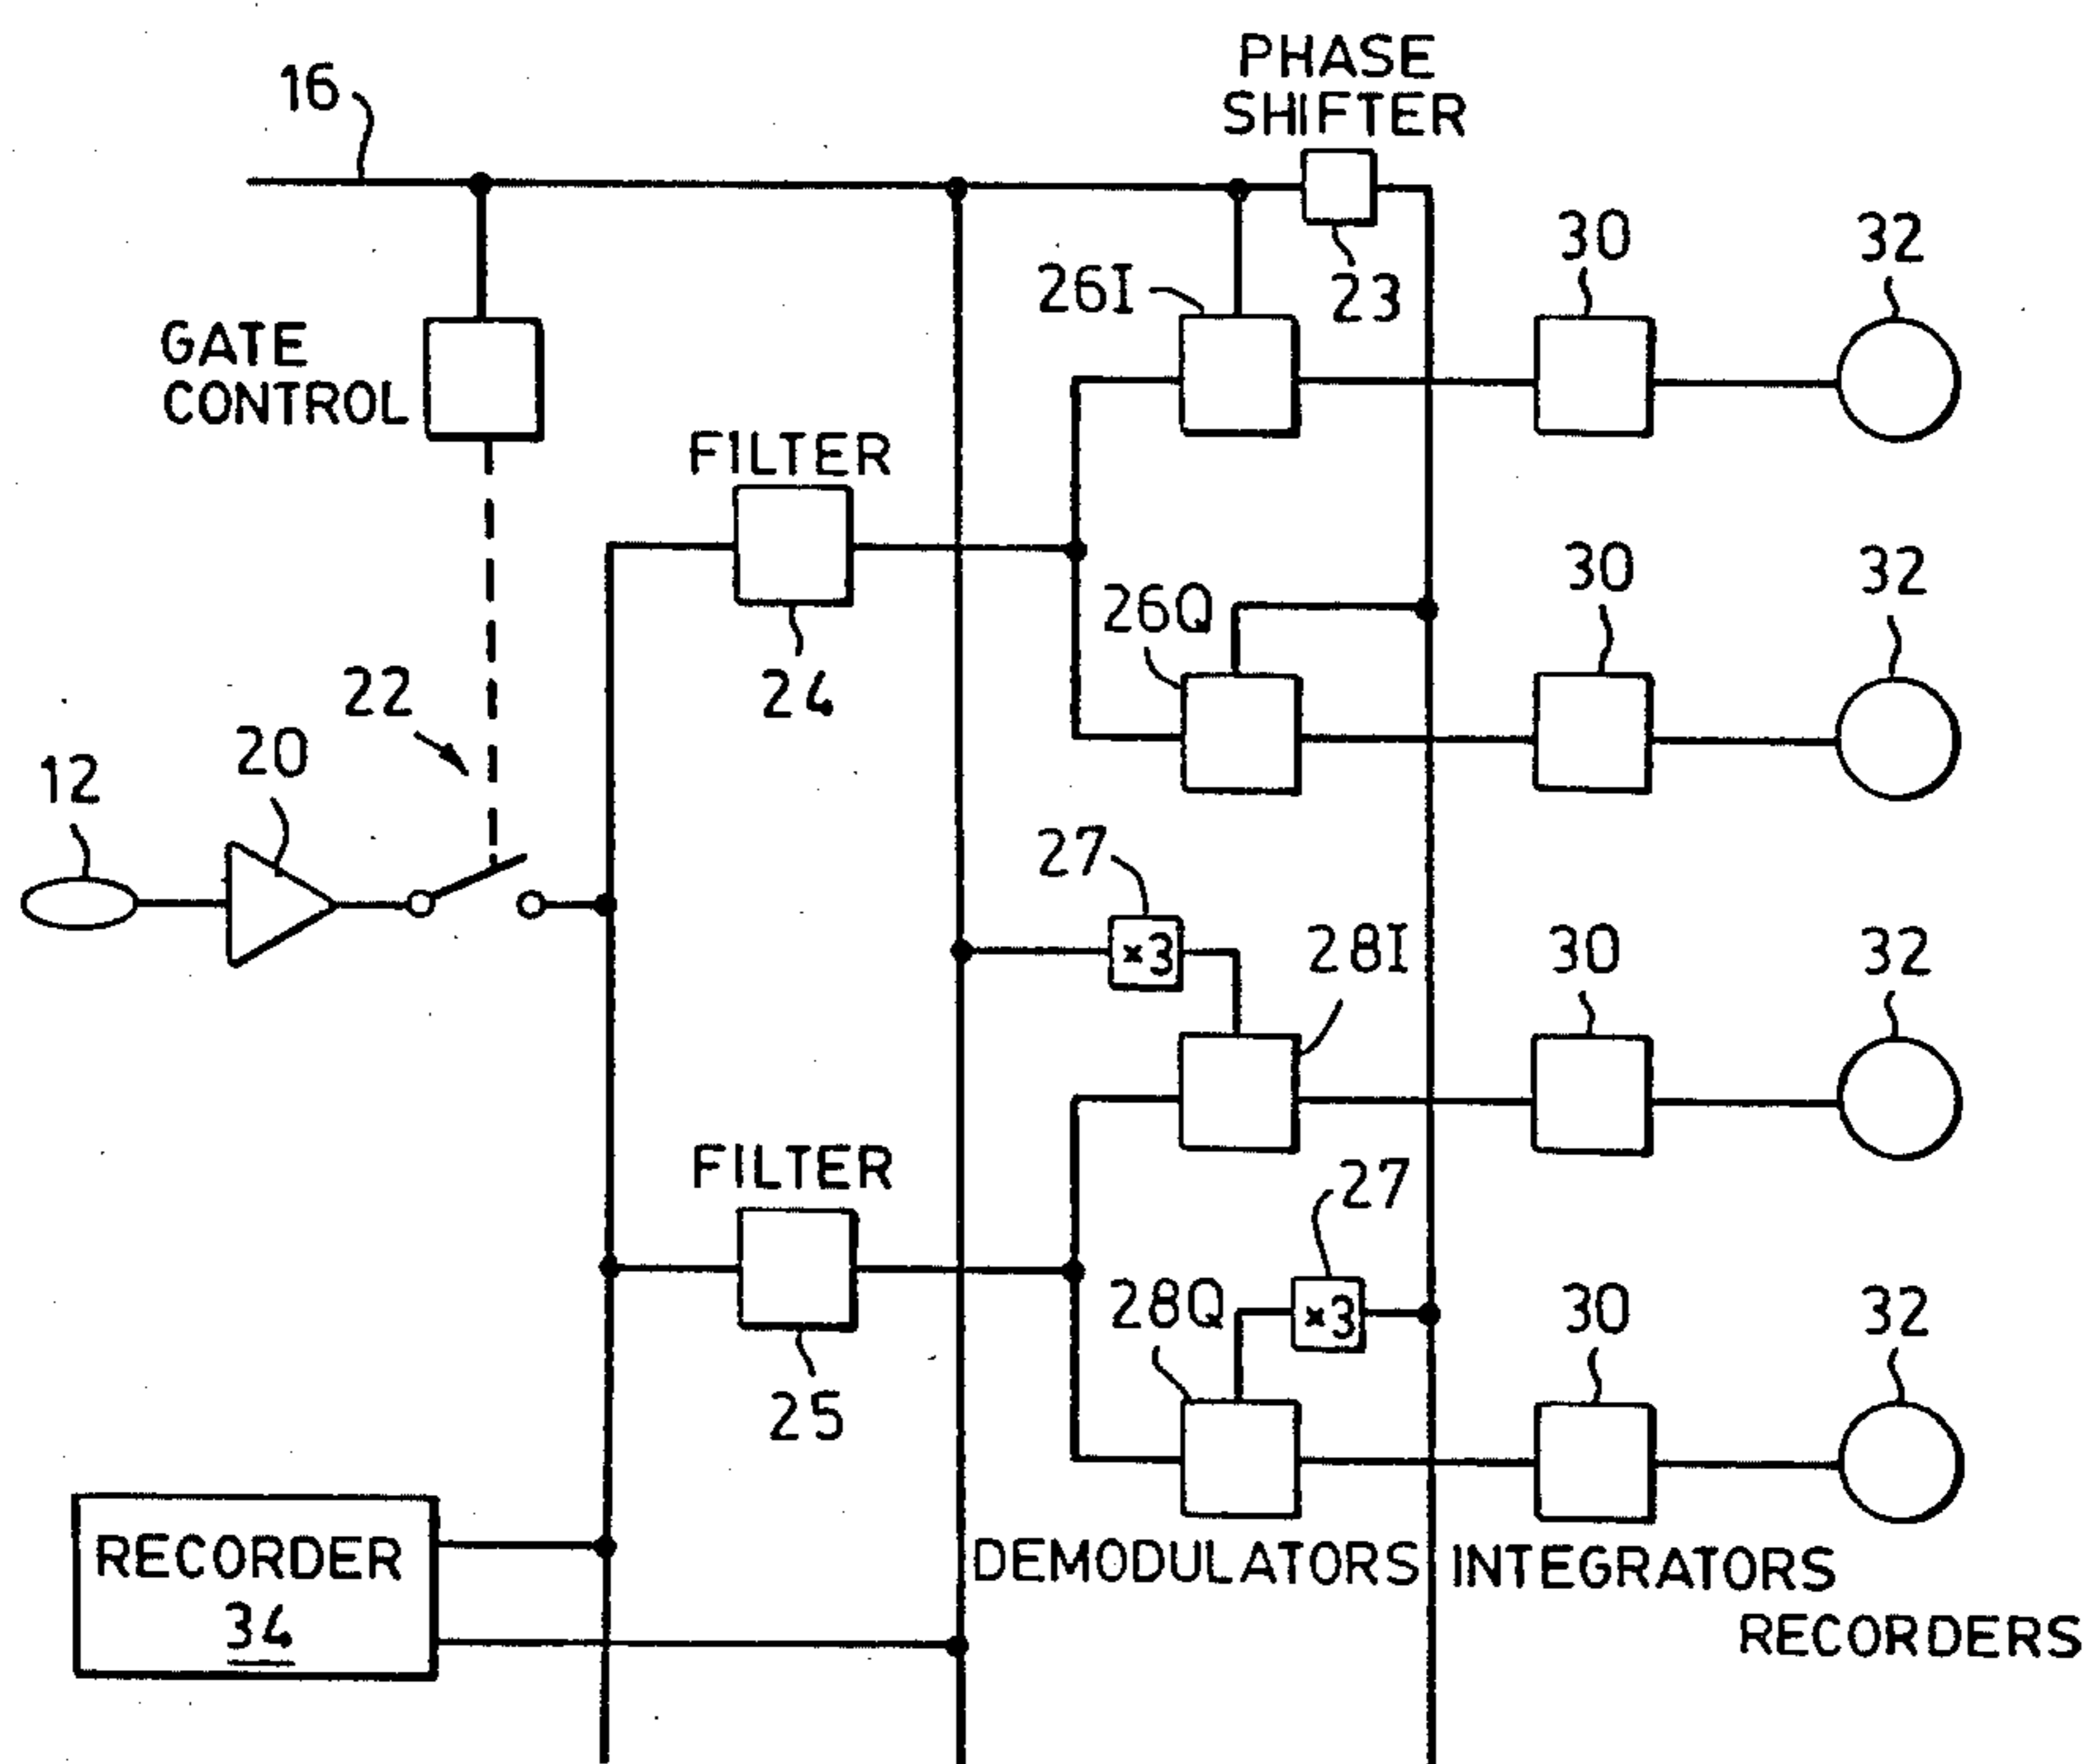 PHASE
SHIFTER
16
23
30
32
26I
GATE
CONTROL
FILTER
24
26Q
30
32
22
20
12
27
×3
28I
30
32
FILTER
25
27
×3
28Q
30
32
RECORDER
34
DEMODULATORS
INTEGRATORS
RECORDERS